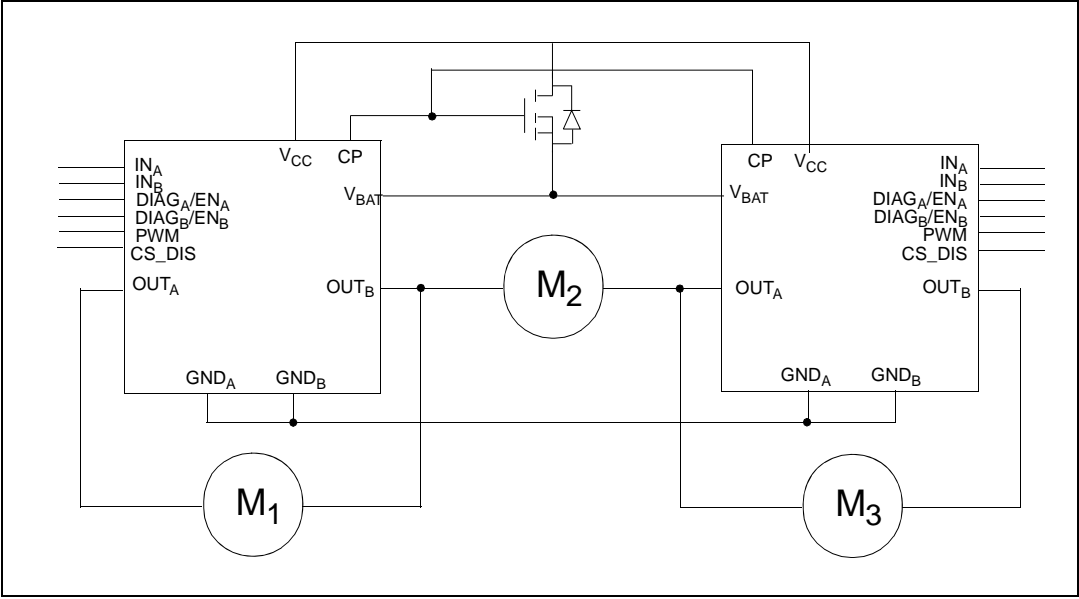 V_CC CP
IN_A
IN_B
DIAG_A/EN_A
DIAG_B/EN_B
PWM
CS_DIS
V_BAT
OUT_A
OUT_B
GND_A GND_B
M_1
M_2
CP V_CC
V_BAT
IN_A
IN_B
DIAG_A/EN_A
DIAG_B/EN_B
PWM
CS_DIS
OUT_A
OUT_B
GND_A GND_B
M_3